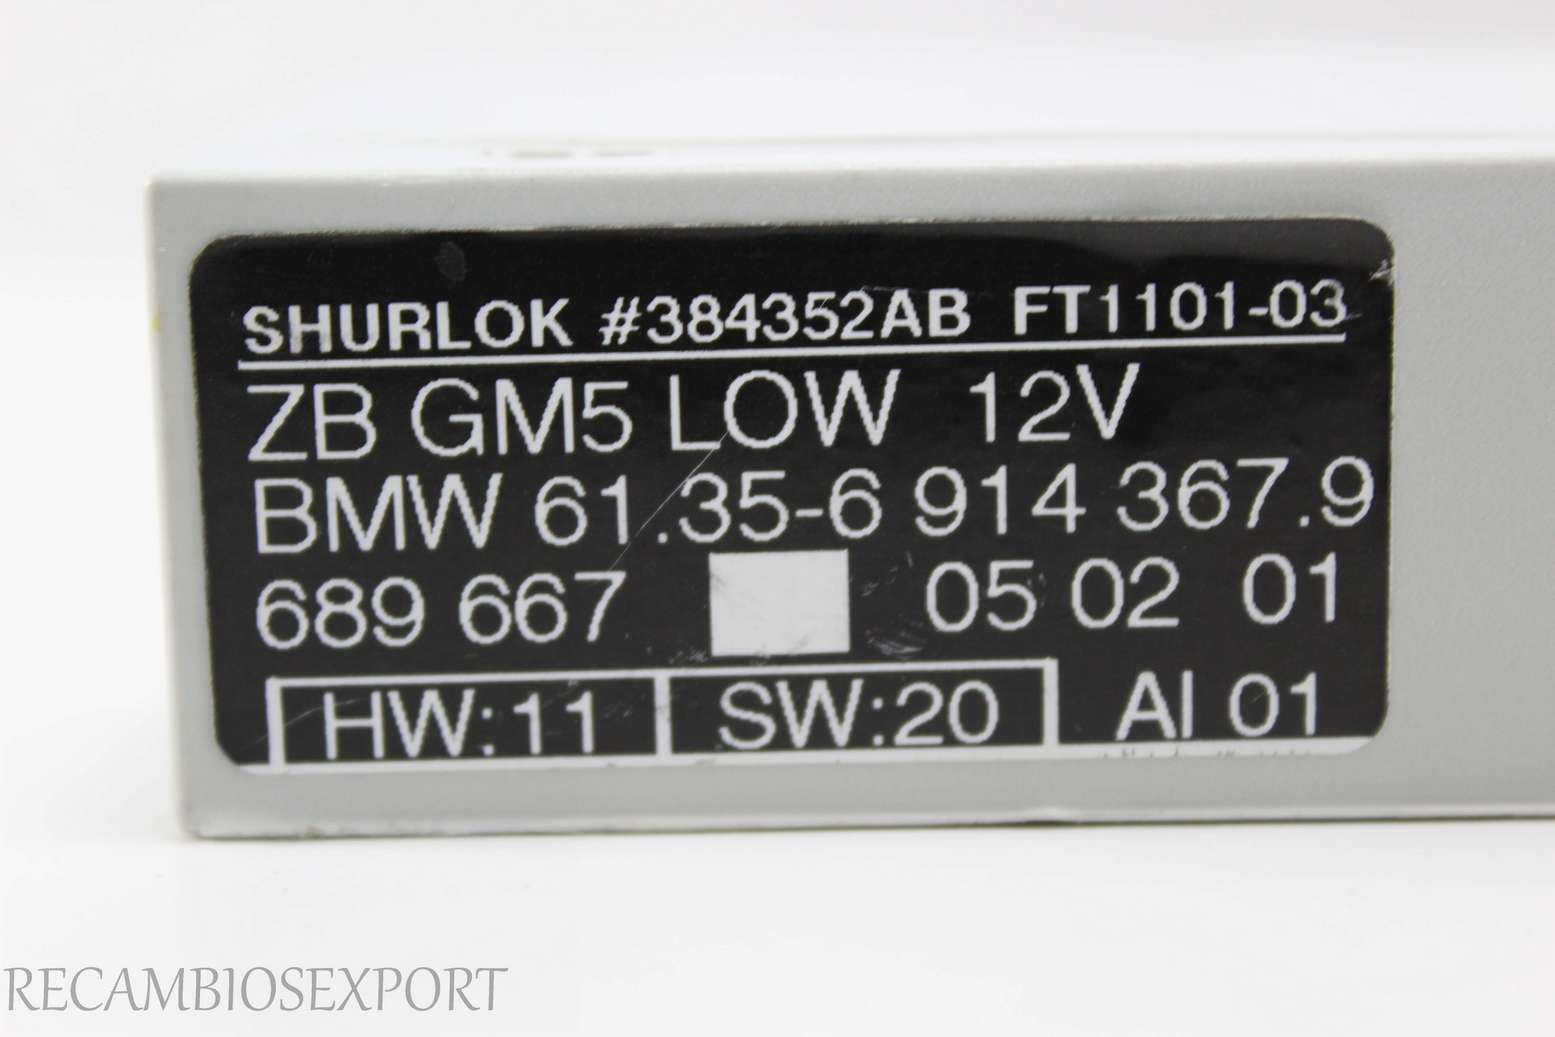 SHURLOK #384352AB FT1101-03
ZB GM5 LOW 12V
BMW 61.35-6 914 367.9
689 667 05 02 01
HW:11 SW:20 AI 01
RECAMBIOSEXPORT